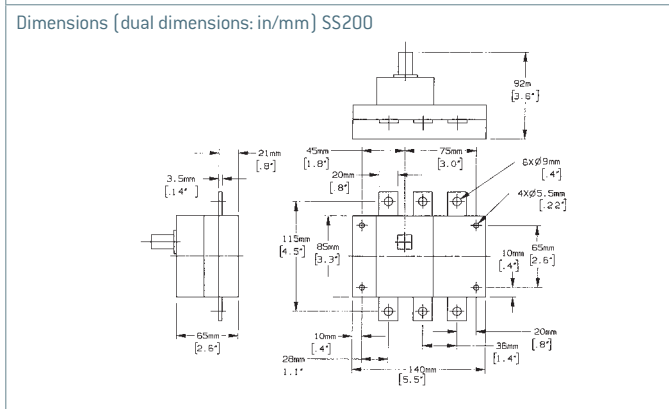 Dimensions (dual dimensions: in/mm) SS200
92m
[3.6"]
45mm
[1.8"]
75mm
[3.0"]
21mm
[.8"]
3.5mm
[.14"]
20mm
[.8"]
6XØ9mm
[.4"]
4XØ5.5mm
[.22"]
115mm
[4.5"]
85mm
[3.3"]
10mm
[.4"]
65mm
[2.6"]
65mm
[2.6"]
10mm
[.4"]
20mm
[.8"]
36mm
[1.4"]
28mm
1.1"
140mm
[5.5"]